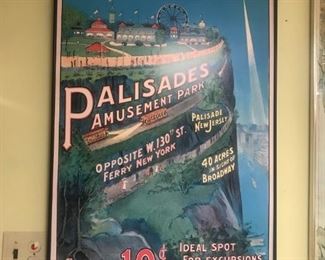 PALISADES
AMUSEMENT PARK
PALISADE
NEW JERSEY
OPPOSITE W. 130TH ST.
FERRY NEW YORK
40 ACRES
IN SIGHT OF
BROADWAY
10¢
IDEAL SPOT
FOR EXCURSIONS